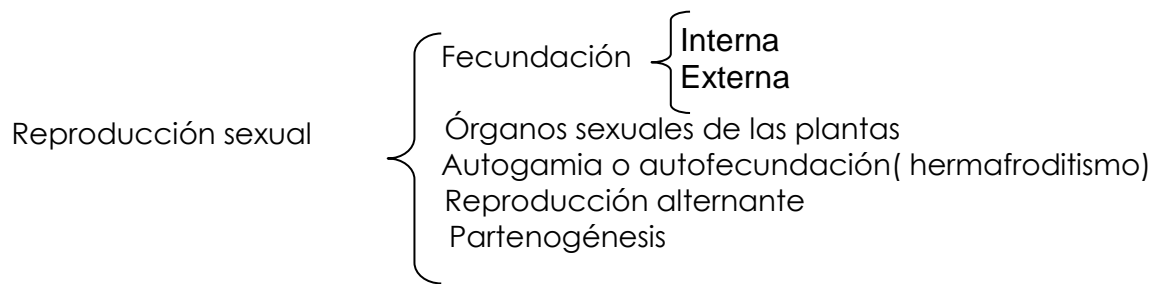 Fecundación
Interna
Externa
Reproducción sexual
Órganos sexuales de las plantas
Autogamia o autofecundación( hermafroditismo)
Reproducción alternante
Partenogénesis